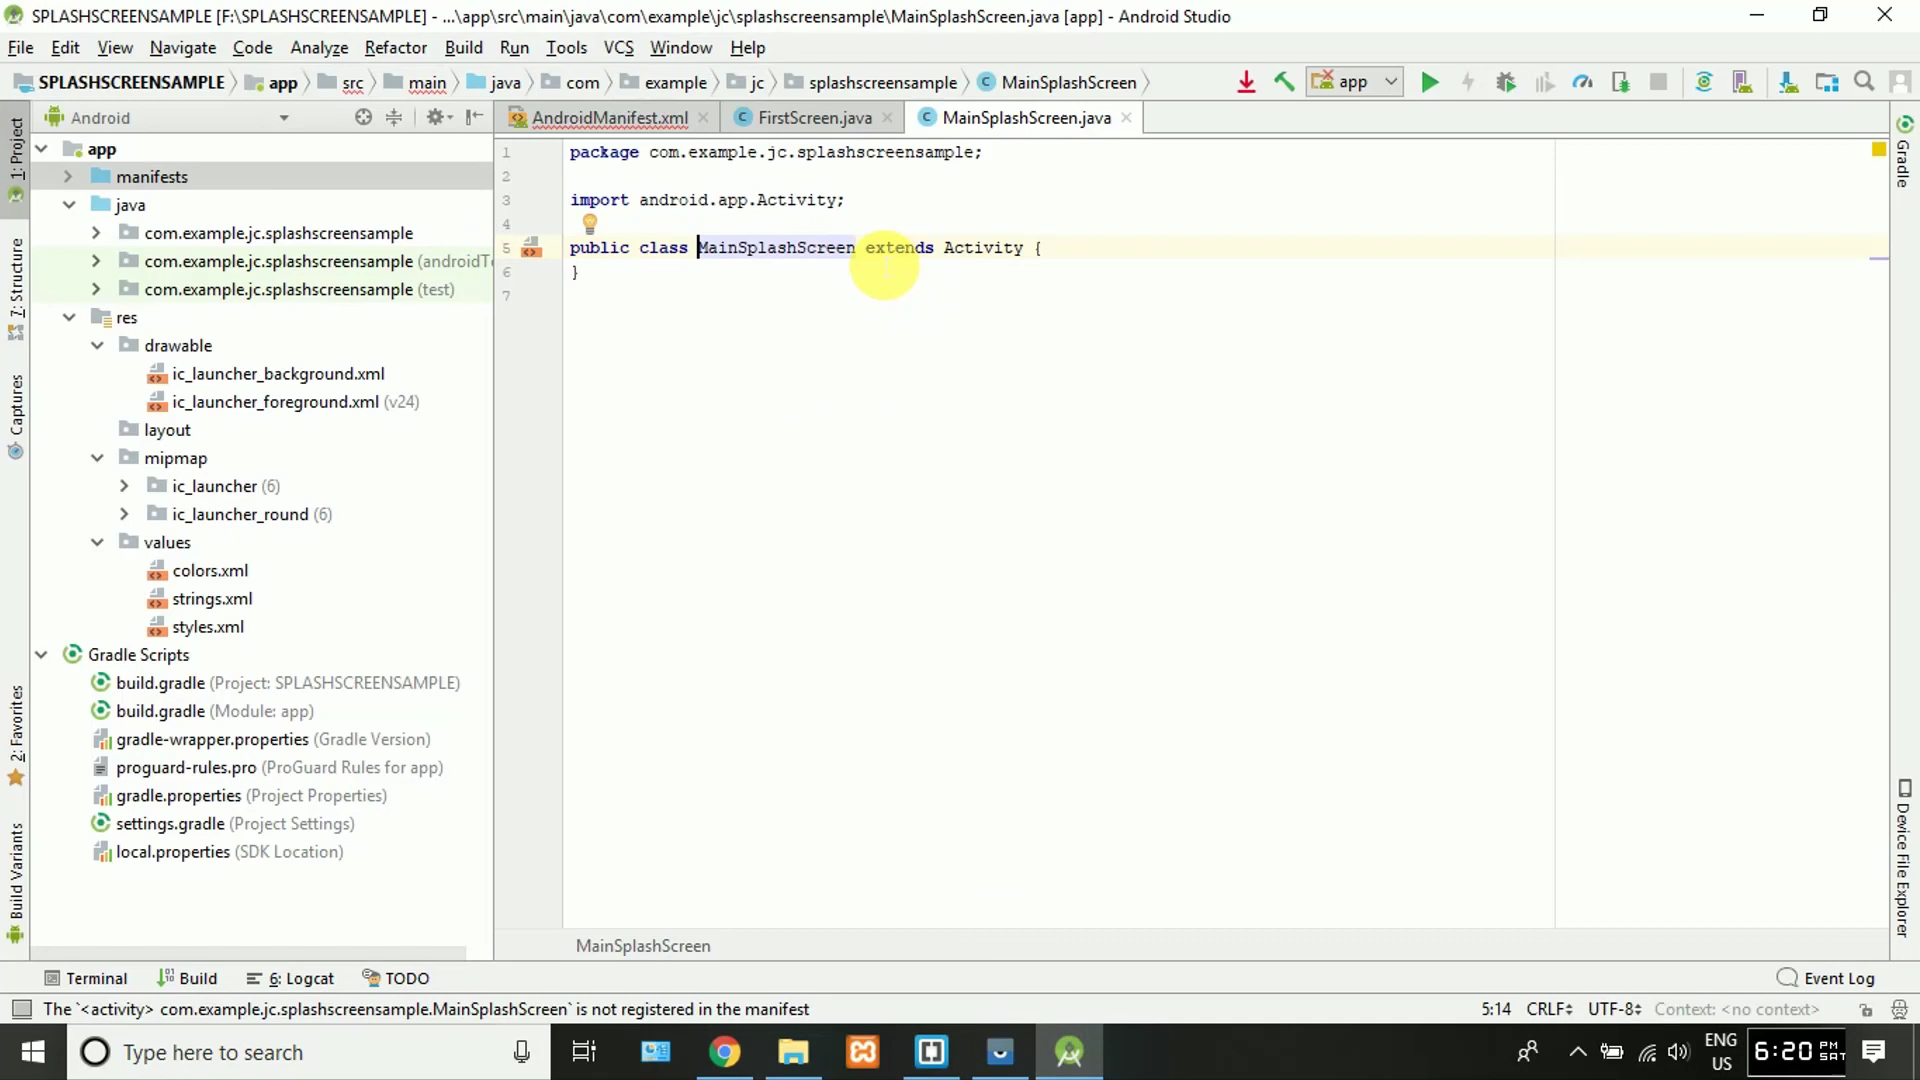 SPLASHSCREENSAMPLE [F:\SPLASHSCREENSAMPLE] - ...\app\src\main\java\com\example\jc\splashscreensample\MainSplashScreen.java [app] - Android Studio
File Edit View Navigate Code Analyze Refactor Build Run Tools VCS Window Help
SPLASHSCREENSAMPLE app src main java com example jc splashscreensample MainSplashScreen app
Android AndroidManifest.xml FirstScreen.java MainSplashScreen.java
1: Project
7: Structure
Captures
2: Favorites
Build Variants
app
manifests
java
com.example.jc.splashscreensample
com.example.jc.splashscreensample (androidTe
com.example.jc.splashscreensample (test)
res
drawable
ic_launcher_background.xml
ic_launcher_foreground.xml (v24)
layout
mipmap
ic_launcher (6)
ic_launcher_round (6)
values
colors.xml
strings.xml
styles.xml
Gradle Scripts
build.gradle (Project: SPLASHSCREENSAMPLE)
build.gradle (Module: app)
gradle-wrapper.properties (Gradle Version)
proguard-rules.pro (ProGuard Rules for app)
gradle.properties (Project Properties)
settings.gradle (Project Settings)
local.properties (SDK Location)
1 package com.example.jc.splashscreensample;
2
3 import android.app.Activity;
4
5 public class MainSplashScreen extends Activity {
6 }
7
MainSplashScreen
Gradle
Device File Explorer
Terminal Build 6: Logcat TODO Event Log
The `<activity> com.example.jc.splashscreensample.MainSplashScreen` is not registered in the manifest 5:14 CRLF UTF-8 Context: <no context>
Type here to search ENG US 6:20 PM SAT